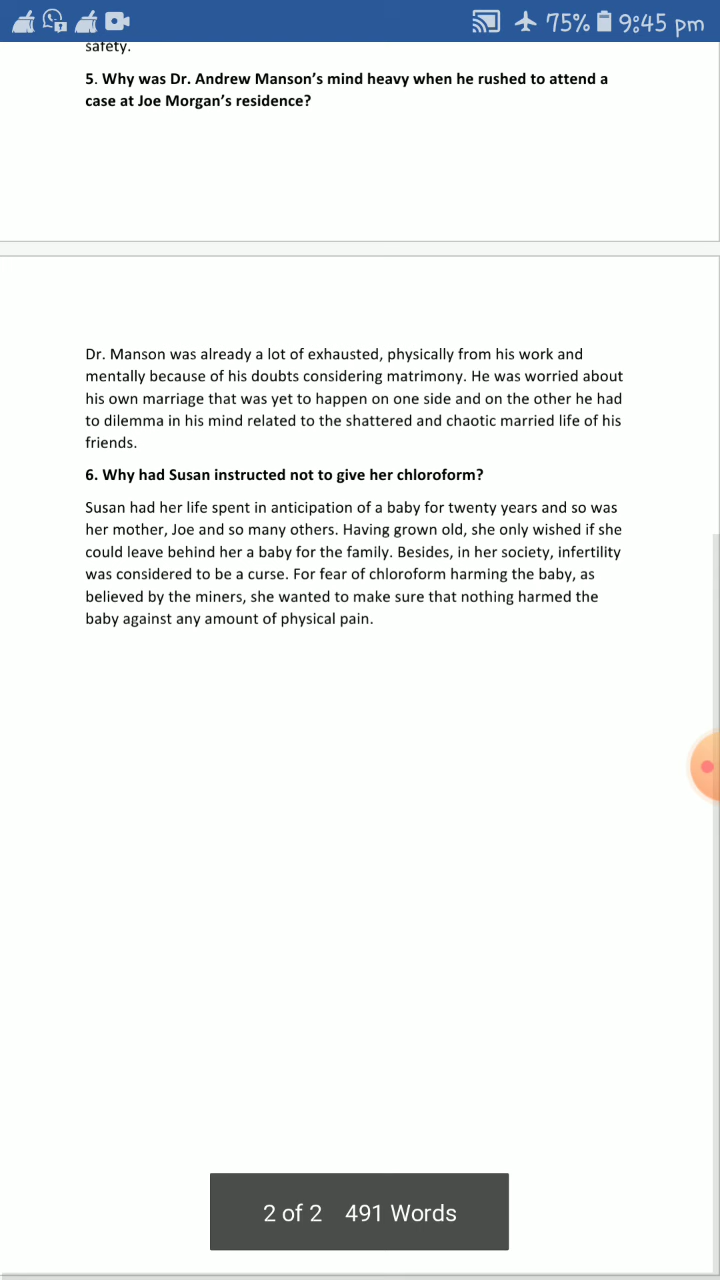 75% 9:45 pm
safety.
5. Why was Dr. Andrew Manson's mind heavy when he rushed to attend a
case at Joe Morgan's residence?
Dr. Manson was already a lot of exhausted, physically from his work and
mentally because of his doubts considering matrimony. He was worried about
his own marriage that was yet to happen on one side and on the other he had
to dilemma in his mind related to the shattered and chaotic married life of his
friends.
6. Why had Susan instructed not to give her chloroform?
Susan had her life spent in anticipation of a baby for twenty years and so was
her mother, Joe and so many others. Having grown old, she only wished if she
could leave behind her a baby for the family. Besides, in her society, infertility
was considered to be a curse. For fear of chloroform harming the baby, as
believed by the miners, she wanted to make sure that nothing harmed the
baby against any amount of physical pain.
2 of 2 491 Words